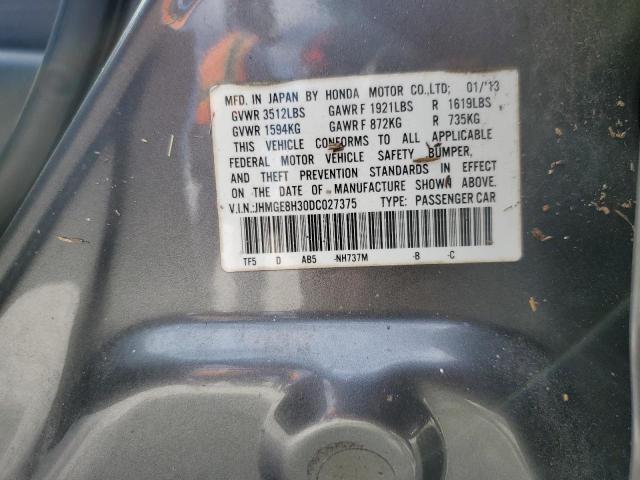 MFD. IN JAPAN BY HONDA MOTOR CO.,LTD; 01/'13
GVWR 3512LBS GAWR F 1921LBS R 1619LBS
GVWR 1594KG GAWR F 872KG R 735KG
THIS VEHICLE CONFORMS TO ALL APPLICABLE
FEDERAL MOTOR VEHICLE SAFETY, BUMPER,
AND THEFT PREVENTION STANDARDS IN EFFECT
ON THE DATE OF MANUFACTURE SHOWN ABOVE.
V.I.N.:JHMGE8H30DC027375 TYPE: PASSENGER CAR
TF5 D AB5 -NH737M -B -C